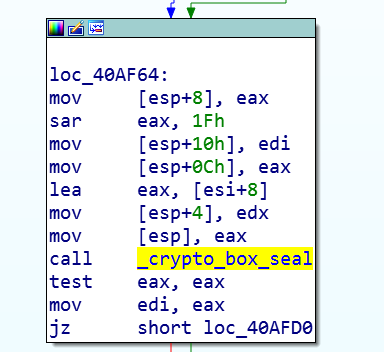 loc_40AF64:
mov [esp+8], eax
sar eax, 1Fh
mov [esp+10h], edi
mov [esp+0Ch], eax
lea eax, [esi+8]
mov [esp+4], edx
mov [esp], eax
call _crypto_box_seal
test eax, eax
mov edi, eax
jz short loc_40AFD0